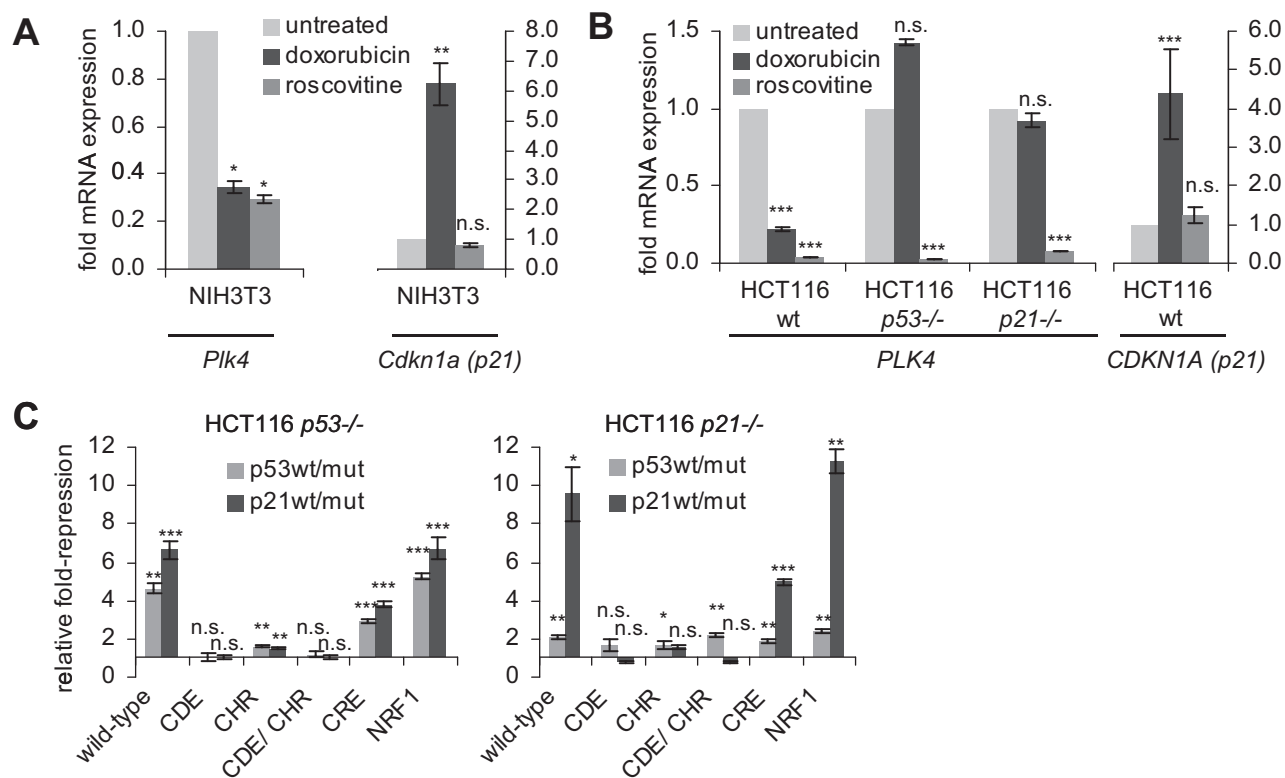 A
fold mRNA expression
1.0
0.8
0.6
0.4
0.2
0.0
untreated
doxorubicin
roscovitine
8.0
7.0
6.0
5.0
4.0
3.0
2.0
1.0
0.0
*
*
**
n.s.
NIH3T3
NIH3T3
Plk4
Cdkn1a (p21)
B
fold mRNA expression
1.5
1.0
0.5
0.0
untreated
doxorubicin
roscovitine
6.0
5.0
4.0
3.0
2.0
1.0
0.0
***
***
n.s.
***
n.s.
***
***
n.s.
HCT116
wt
HCT116
p53-/-
HCT116
p21-/-
HCT116
wt
PLK4
CDKN1A (p21)
C
relative fold-repression
HCT116 p53-/-
12
10
8
6
4
2
0
p53wt/mut
p21wt/mut
**
***
n.s.
n.s.
**
**
n.s.
n.s.
***
***
***
***
wild-type
CDE
CHR
CDE/ CHR
CRE
NRF1
HCT116 p21-/-
12
10
8
6
4
2
0
p53wt/mut
p21wt/mut
**
*
n.s.
n.s.
*
n.s.
**
n.s.
**
***
**
**
wild-type
CDE
CHR
CDE/ CHR
CRE
NRF1